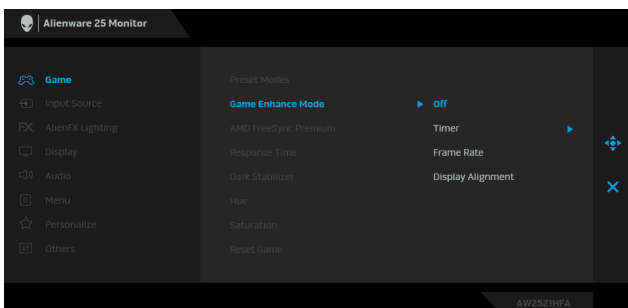 Alienware 25 Monitor
Game
Input Source
AlienFX Lighting
Display
Audio
Menu
Personalize
Others
Preset Modes
Game Enhance Mode
AMD FreeSync Premium
Response Time
Dark Stabilizer
Hue
Saturation
Reset Game
Off
Timer
Frame Rate
Display Alignment
AW2521HFA